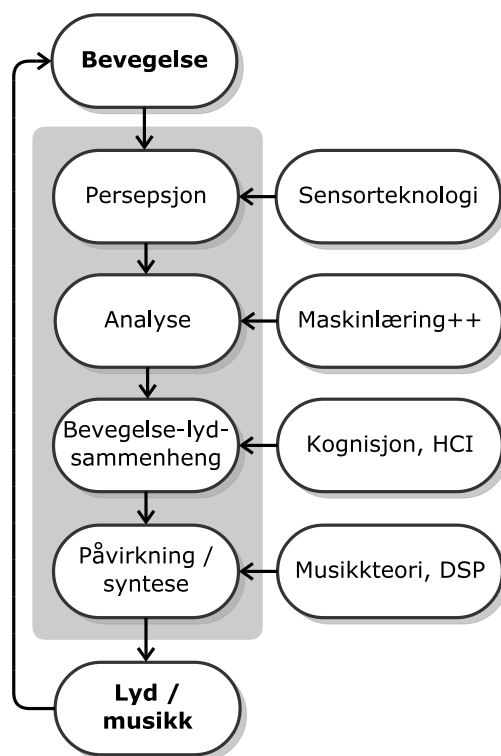 Bevegelse
Persepsjon
Sensorteknologi
Analyse
Maskinlæring++
Bevegelse-lyd-
sammenheng
Kognisjon, HCI
Påvirkning /
syntese
Musikkteori, DSP
Lyd /
musikk